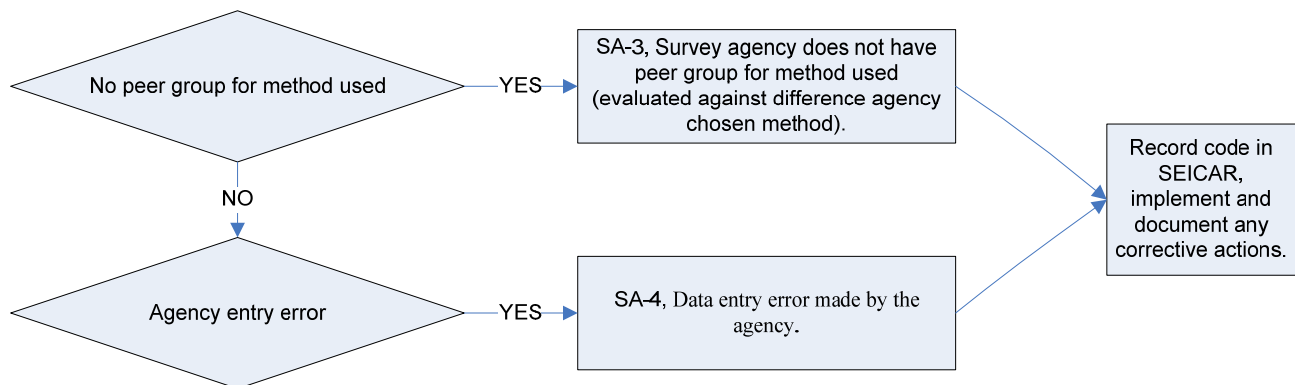 No peer group for method used
YES
SA-3, Survey agency does not have
peer group for method used
(evaluated against difference agency
chosen method).
Record code in
SEICAR,
implement and
document any
corrective actions.
NO
Agency entry error
YES
SA-4, Data entry error made by the
agency.